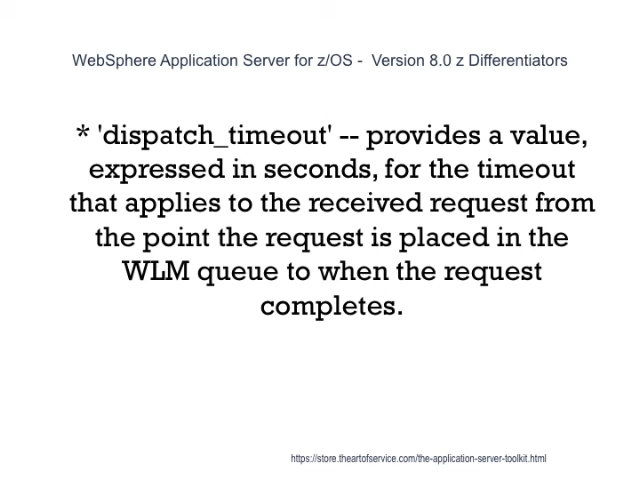 WebSphere Application Server for z/OS -  Version 8.0 z Differentiators
* 'dispatch_timeout' -- provides a value,
expressed in seconds, for the timeout
that applies to the received request from
the point the request is placed in the
WLM queue to when the request
completes.
https://store.theartofservice.com/the-application-server-toolkit.html